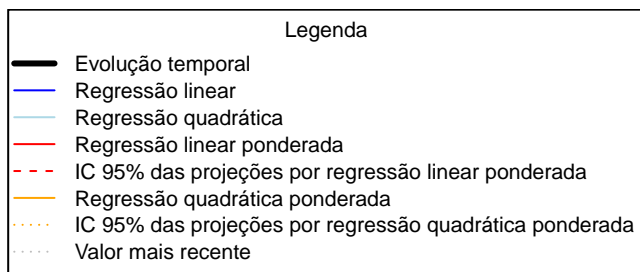 Legenda
Evolução temporal
Regressão linear
Regressão quadrática
Regressão linear ponderada
IC 95% das projeções por regressão linear ponderada
Regressão quadrática ponderada
IC 95% das projeções por regressão quadrática ponderada
Valor mais recente